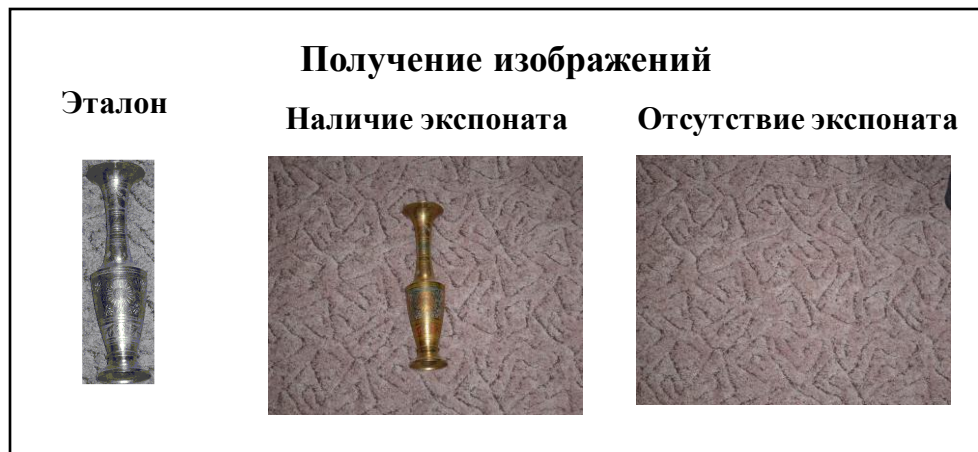 Получение изображений
Эталон
Наличие экспоната
Отсутствие экспоната